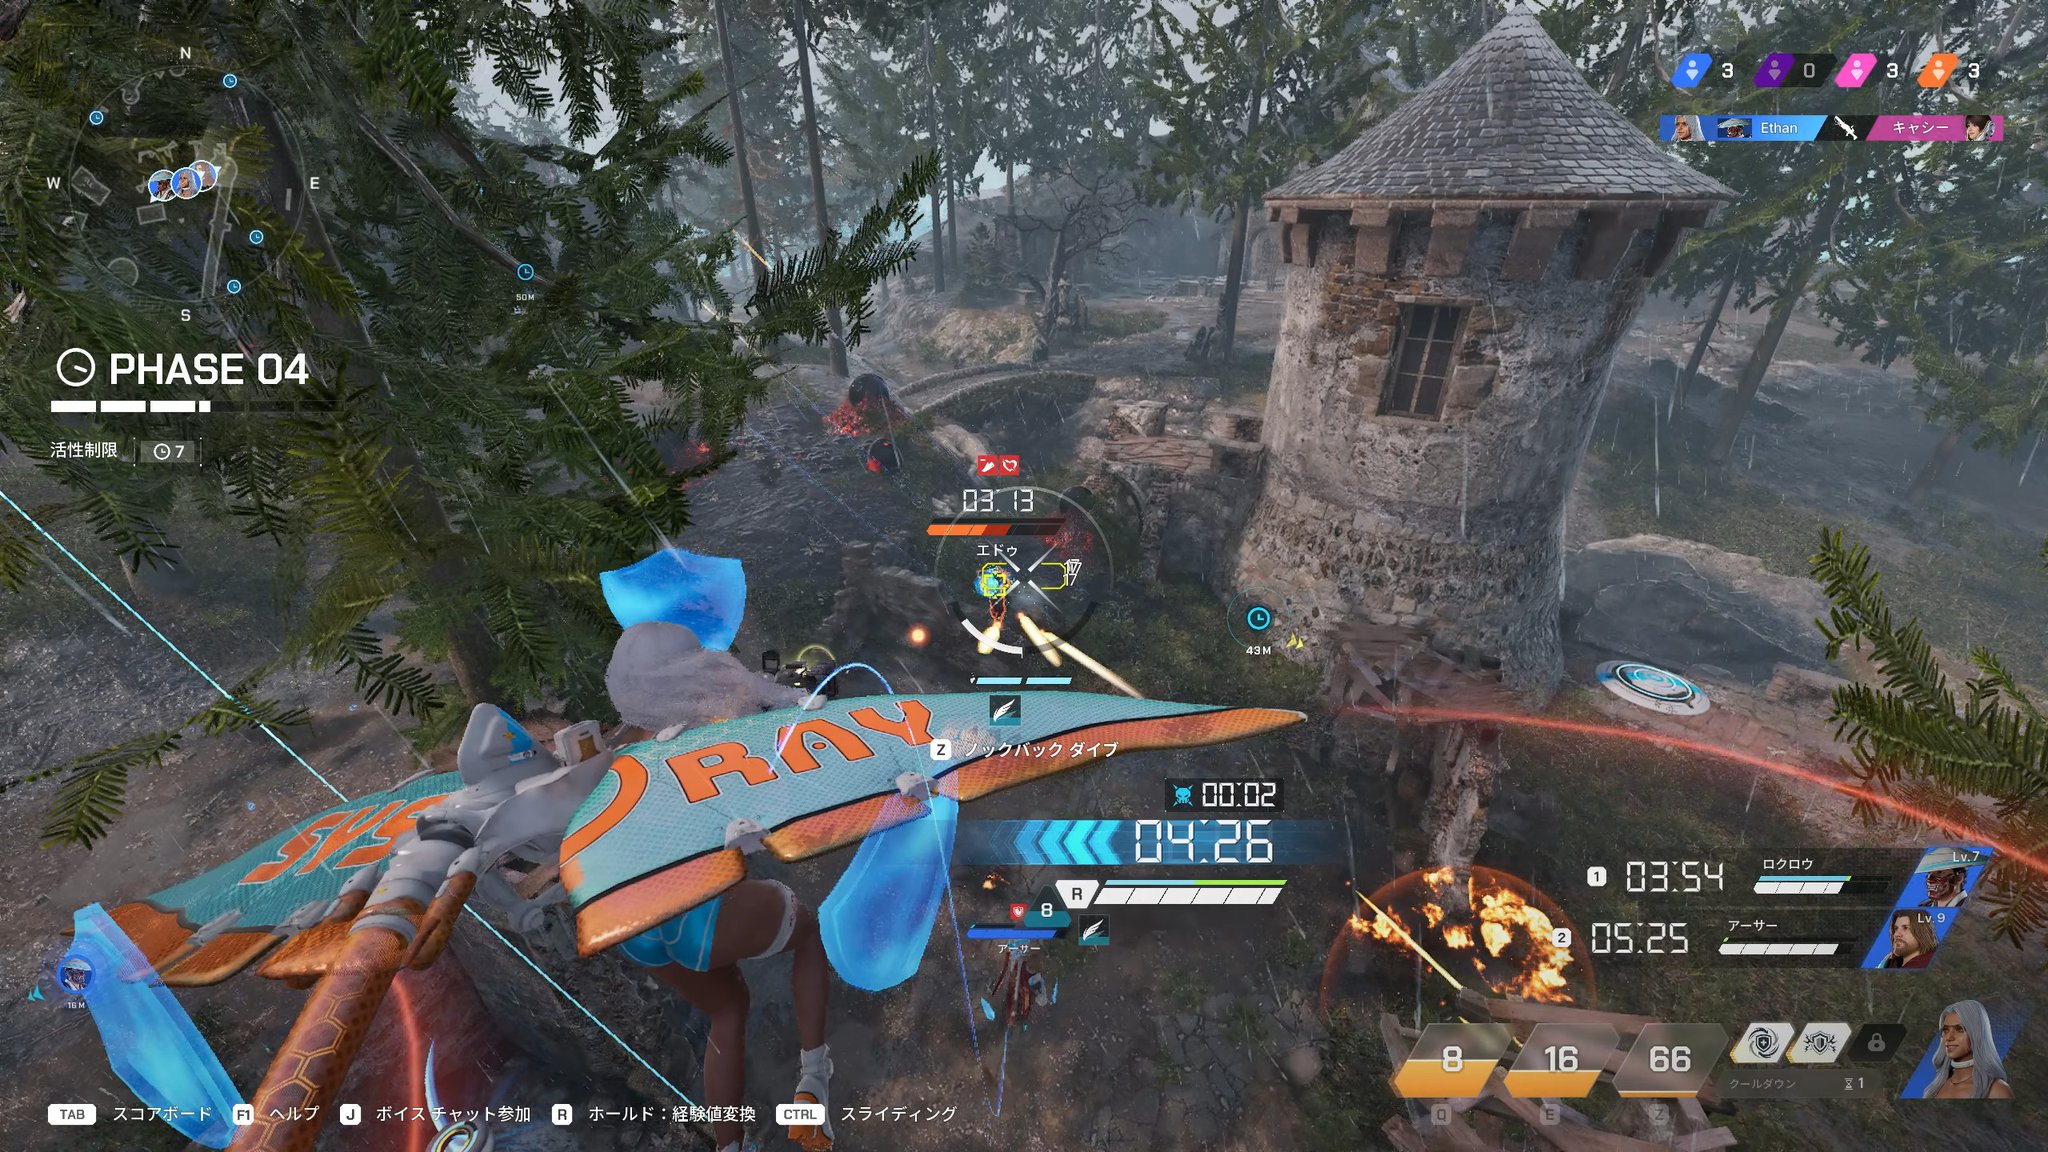 N
W
E
S
3 0 3 3
Ethan キャシー
50M
PHASE 04
活性制限 7
03:13
エドゥ
17
43M
RAY
SYS
Z ノックバック ダイブ
00:02
04:26
R
8
アーサー
1 03:54 ロクロウ Lv.7
2 05:25 アーサー Lv.9
16M
8 16 66
Q E Z
クールダウン 1
TAB スコアボード F1 ヘルプ J ボイスチャット参加 R ホールド：経験値変換 CTRL スライディング